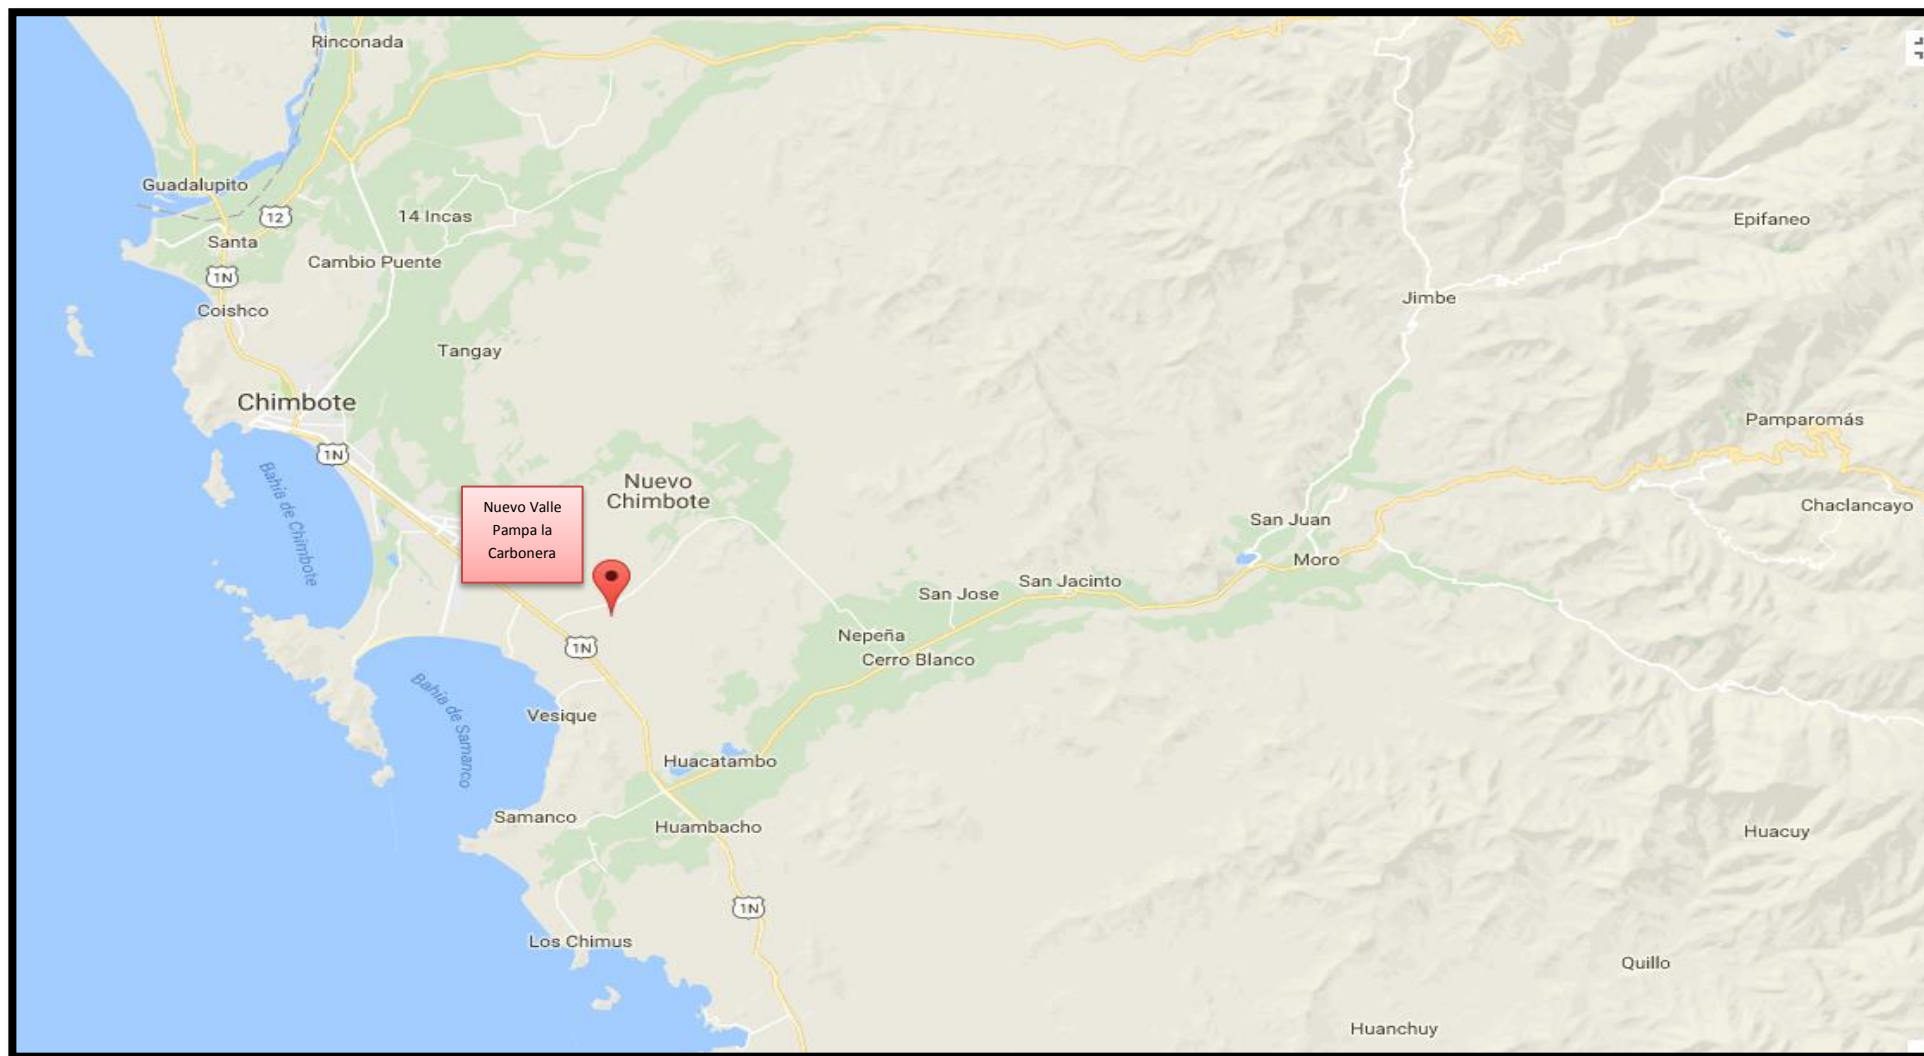 Rinconada
Guadalupito
12
14 Incas
Santa
Epifaneo
Cambio Puente
1N
Jimbe
Coishco
Tangay
Chimbote
Pamparomás
1N
Bahía de Chimbote
Nuevo
Chimbote
Nuevo Valle
Pampa la
Carbonera
Chaclancayo
San Juan
Moro
San Jacinto
San Jose
Nepeña
1N
Cerro Blanco
Bahía de Samanco
Vesique
Huacatambo
Samanco
Huambacho
Huacuy
1N
Los Chimus
Quillo
Huanchuy